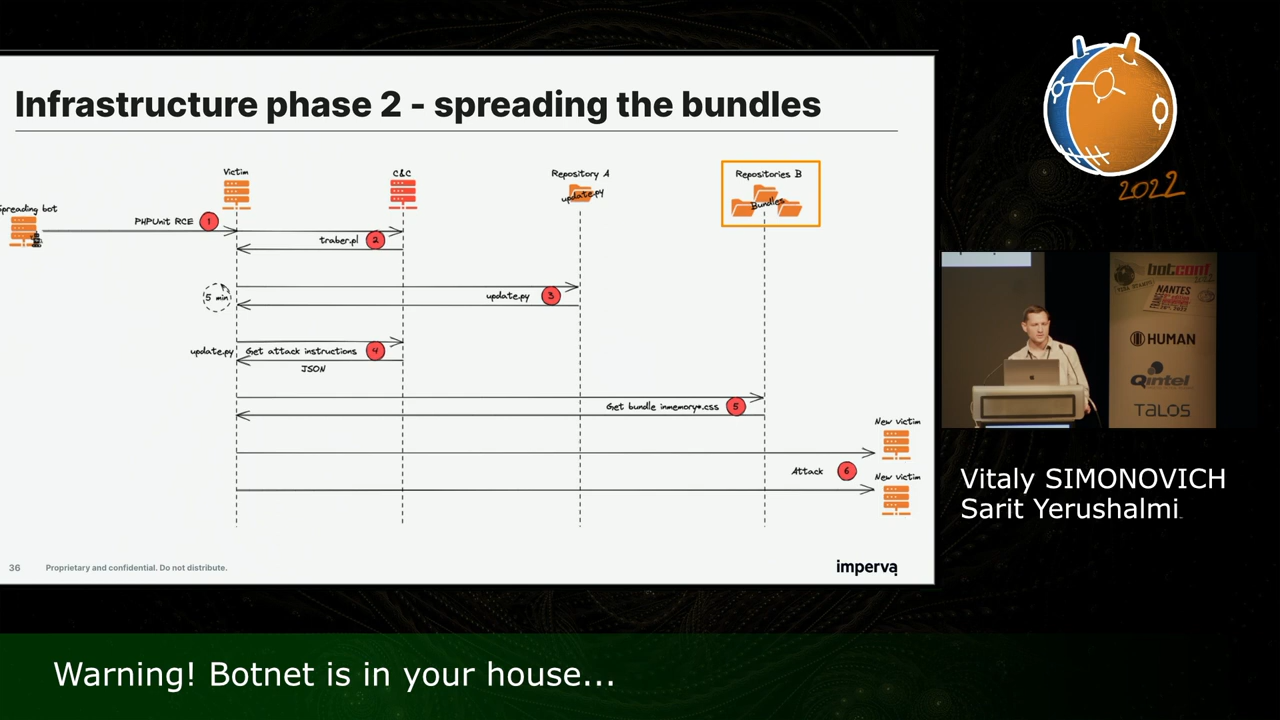 Infrastructure phase 2 - spreading the bundles
Victim
C&C
Repository A
update.py
Repositories B
Bundles
Spreading bot
PHPUnit RCE
1
traber.pl
2
5 min
update.py
3
update.py
Get attack instructions
4
JSON
Get bundle inmemory*.css
5
New victim
Attack
6
New victim
36
Proprietary and confidential. Do not distribute.
imperva
2022
botconf
NANTES
HUMAN
Qintel
TALOS
Vitaly SIMONOVICH
Sarit Yerushalmi
Warning! Botnet is in your house...